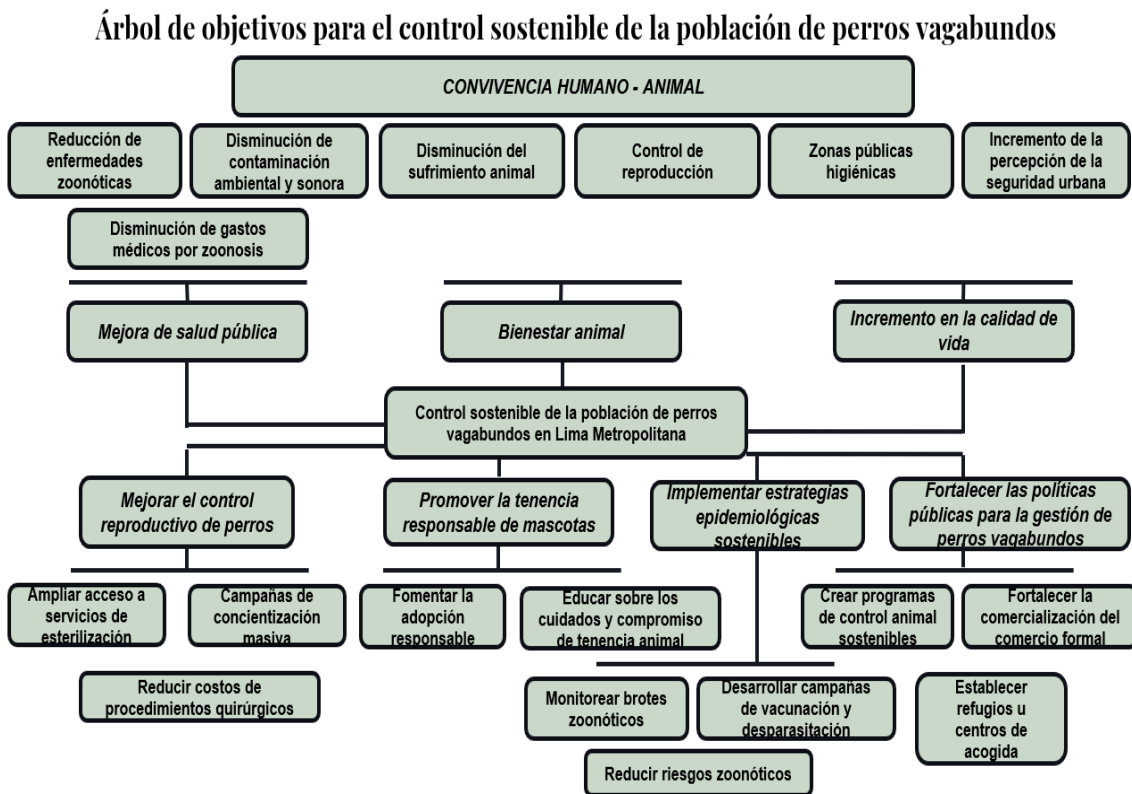 Árbol de objetivos para el control sostenible de la población de perros vagabundos
CONVIVENCIA HUMANO - ANIMAL
Reducción de
enfermedades
zoonóticas
Disminución de
contaminación
ambiental y sonora
Disminución del
sufrimiento animal
Control de
reproducción
Zonas públicas
higiénicas
Incremento de la
percepción de la
seguridad urbana
Disminución de gastos
médicos por zoonosis
Mejora de salud pública
Bienestar animal
Incremento en la calidad de
vida
Control sostenible de la población de perros
vagabundos en Lima Metropolitana
Mejorar el control
reproductivo de perros
Promover la tenencia
responsable de mascotas
Implementar estrategias
epidemiológicas
sostenibles
Fortalecer las políticas
públicas para la gestión de
perros vagabundos
Ampliar acceso a
servicios de
esterilización
Campañas de
concientización
masiva
Fomentar la
adopción
responsable
Educar sobre los
cuidados y compromiso
de tenencia animal
Crear programas
de control animal
sostenibles
Fortalecer la
comercialización del
comercio formal
Reducir costos de
procedimientos quirúrgicos
Monitorear brotes
zoonóticos
Desarrollar campañas
de vacunación y
desparasitación
Establecer
refugios u
centros de
acogida
Reducir riesgos zoonóticos